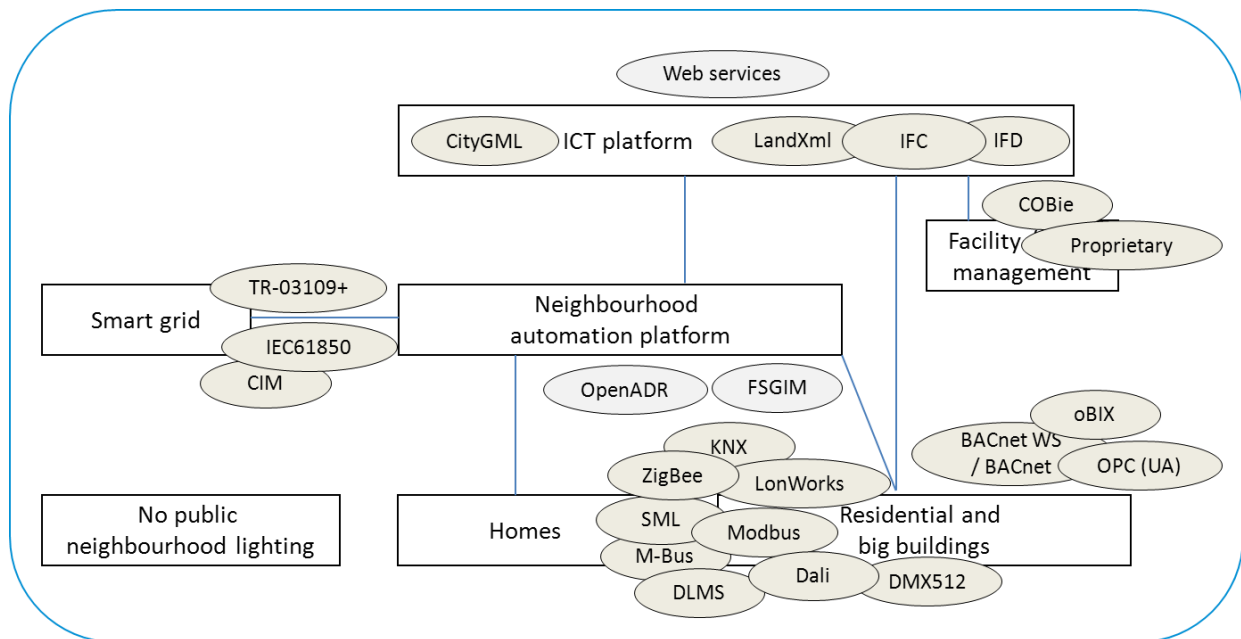 Web services
CityGML
ICT platform
LandXml
IFC
IFD
COBie
Facility
Proprietary
management
TR-03109+
Smart grid
IEC61850
CIM
Neighbourhood
automation platform
OpenADR
FSGIM
oBIX
BACnet WS
/ BACnet
OPC (UA)
KNX
ZigBee
LonWorks
No public
neighbourhood lighting
Homes
SML
Modbus
M-Bus
Residential and
big buildings
DLMS
Dali
DMX512